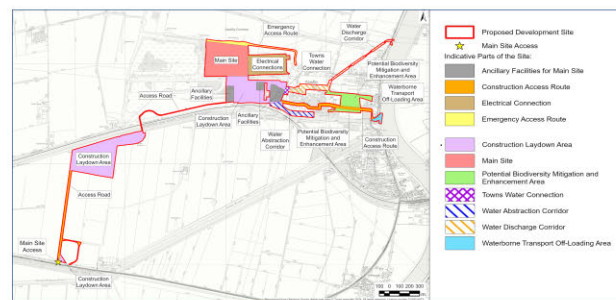 Emergency
Access Route
Water
Discharge
Corridor
Main Site
Electrical
Connections
Towns
Water
Connection
Potential Biodiversity
Mitigation and
Enhancement Area
Access Road
Ancillary
Facilities
Waterborne
Transport
Off-Loading Area
Construction
Laydown Area
Ancillary
Facilities
Water
Abstraction
Corridor
Potential Biodiversity
Mitigation and
Enhancement Area
Construction
Access Route
Construction
Laydown Area
Access Road
Main Site
Access
Construction
Laydown Area
Proposed Development Site
Main Site Access
Indicative Parts of the Site:
Ancillary Facilities for Main Site
Construction Access Route
Electrical Connection
Emergency Access Route
Construction Laydown Area
Main Site
Potential Biodiversity Mitigation and
Enhancement Area
Towns Water Connection
Water Abstraction Corridor
Water Discharge Corridor
Waterborne Transport Off-Loading Area